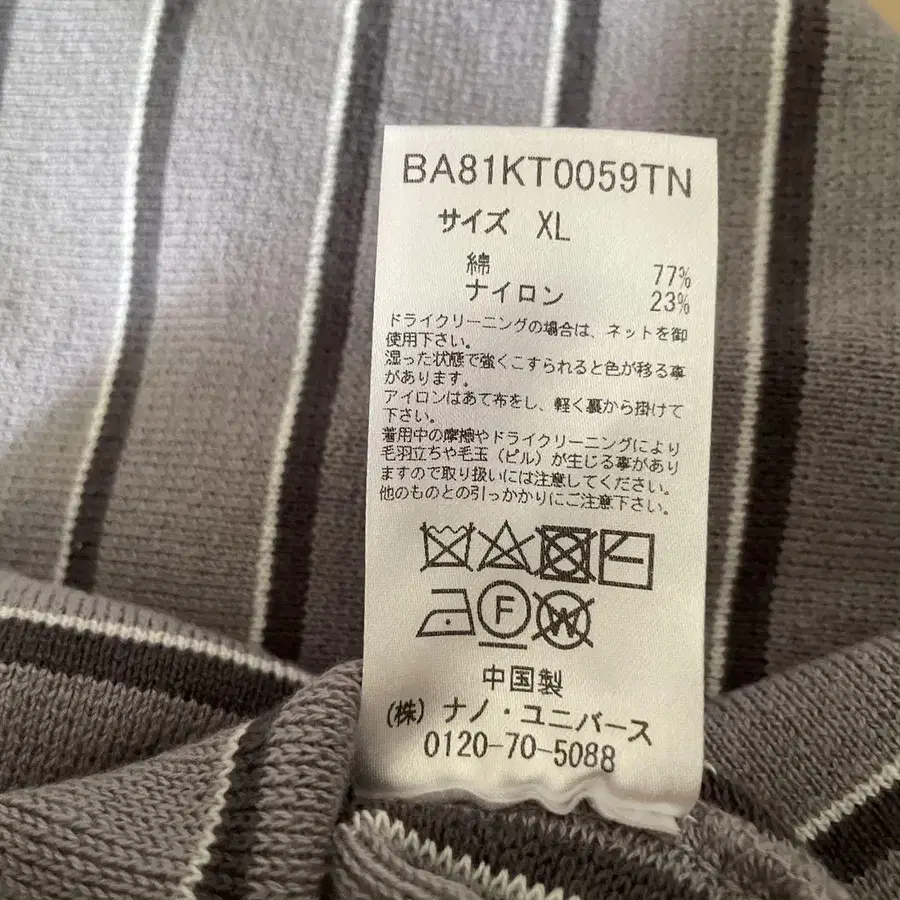 BA81KT0059TN
サイズ XL
綿 77%
ナイロン 23%
ドライクリーニングの場合は、ネットを御
使用下さい。
湿った状態で強くこすられると色が移る事
があります。
アイロンはあて布をし、軽く裏から掛けて
下さい。
着用中の摩擦やドライクリーニングにより
毛羽立ちや毛玉（ピル）が生じる事があり
ますので取り扱いには注意してください。
他のものとの引っかかりにご注意下さい。
F
W
中国製
(株) ナノ・ユニバース
0120-70-5088